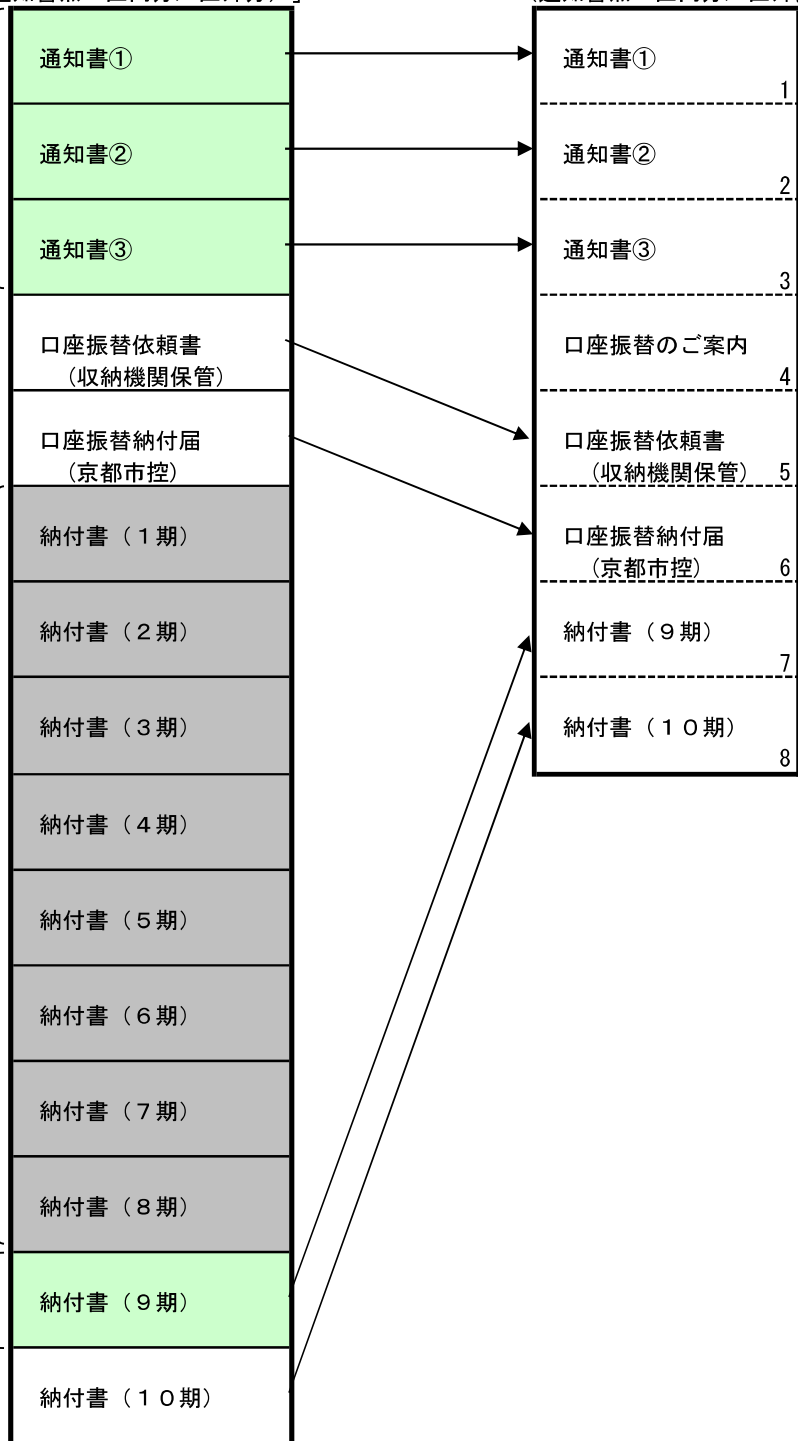 通知書①
通知書②
通知書③
口座振替依頼書
（収納機関保管）
口座振替納付届
（京都市控）
納付書（１期）
納付書（２期）
納付書（３期）
納付書（４期）
納付書（５期）
納付書（６期）
納付書（７期）
納付書（８期）
納付書（９期）
納付書（１０期）
通知書①
1
通知書②
2
通知書③
3
口座振替のご案内
4
口座振替依頼書
（収納機関保管） 5
口座振替納付届
（京都市控） 6
納付書（９期）
7
納付書（１０期）
8